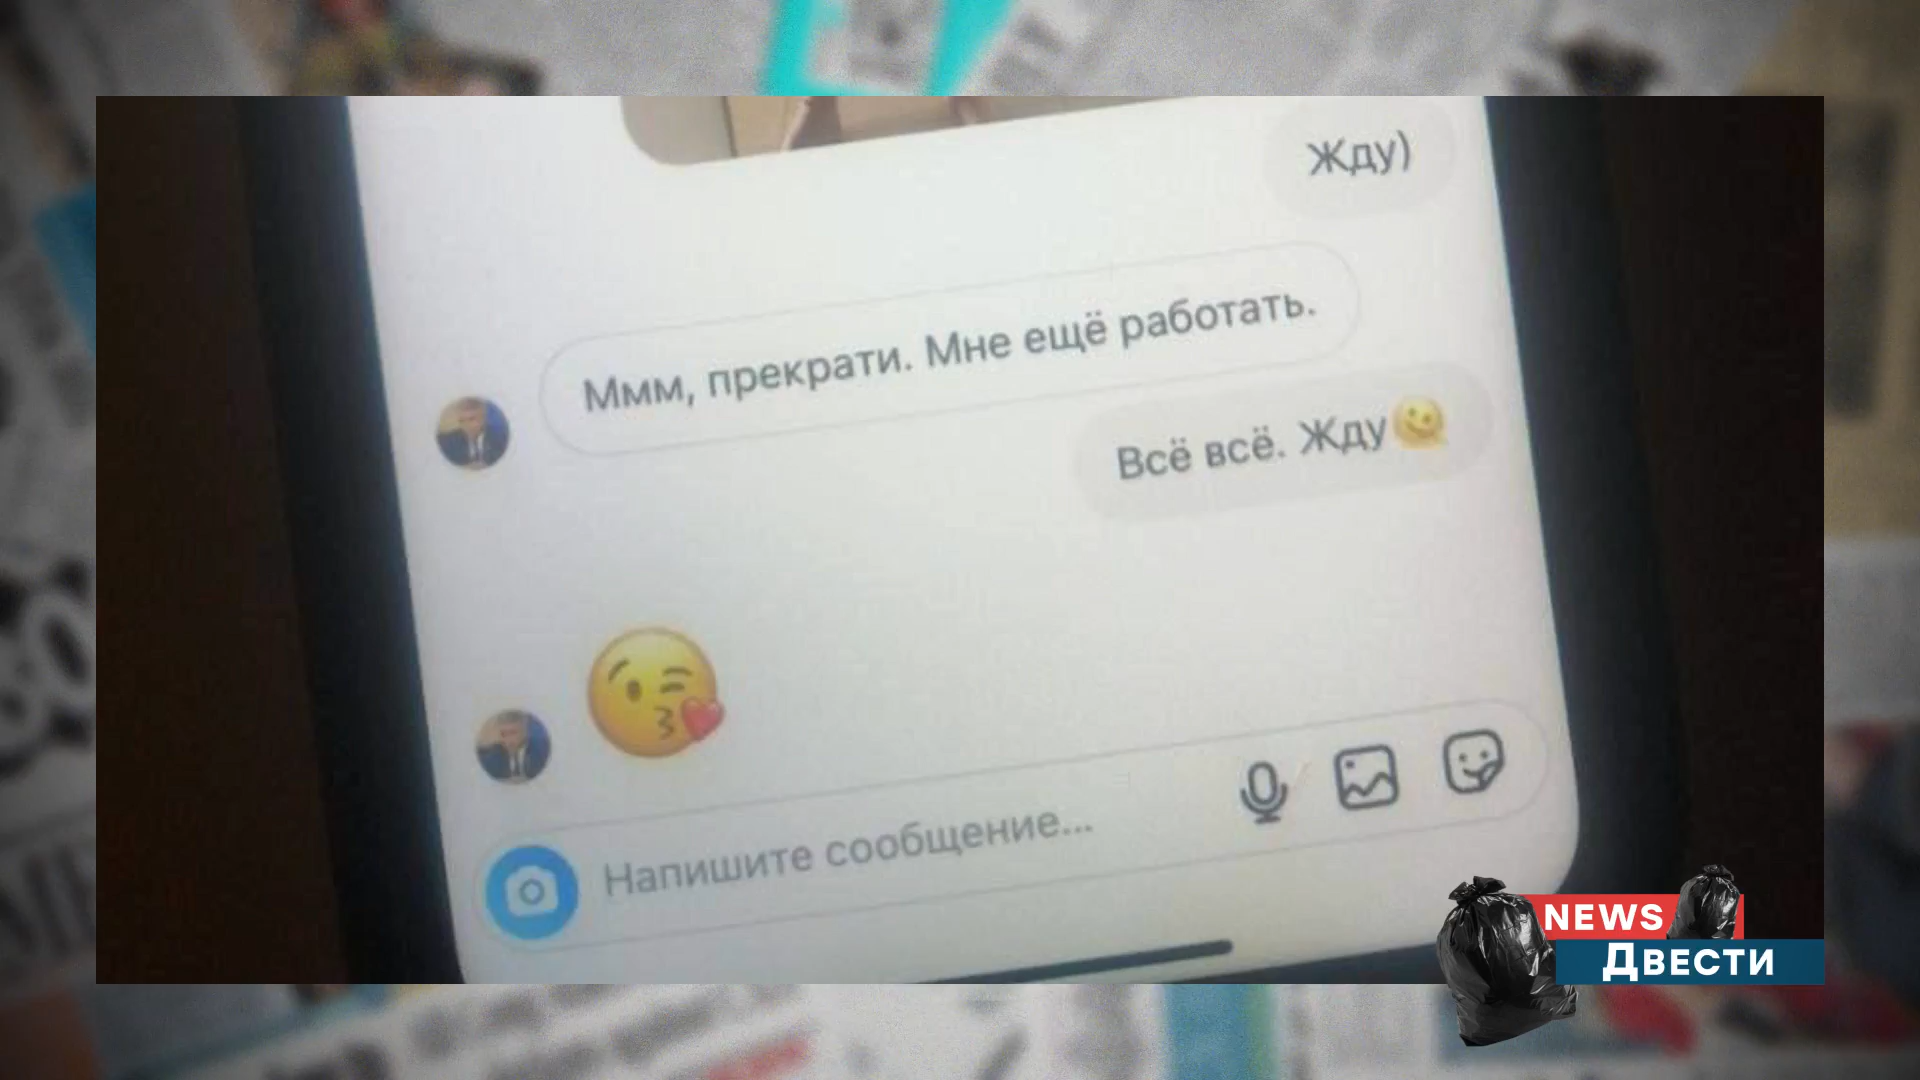 Жду)
Ммм, прекрати. Мне ещё работать.
Всё всё. Жду
Напишите сообщение...
NEWS
ДВЕСТИ